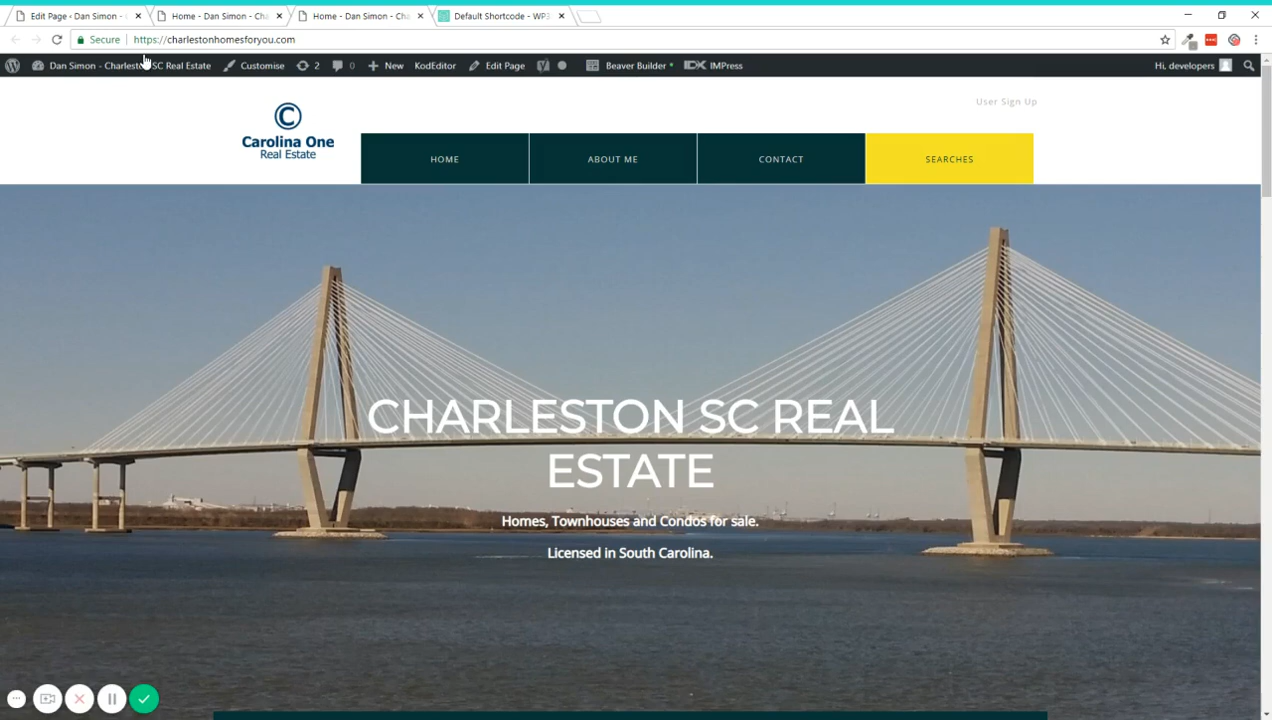 Edit Page ‹ Dan Simon - C
Home - Dan Simon - Cha
Home - Dan Simon - Cha
Default Shortcode - WP3
Secure
https://charlestonhomesforyou.com
Dan Simon - Charleston SC Real Estate
Customise
2
0
New
KodEditor
Edit Page
Beaver Builder
IDX IMPress
Hi, developers
User Sign Up
C
Carolina One
Real Estate
HOME
ABOUT ME
CONTACT
SEARCHES
CHARLESTON SC REAL
ESTATE
Homes, Townhouses and Condos for sale.
Licensed in South Carolina.